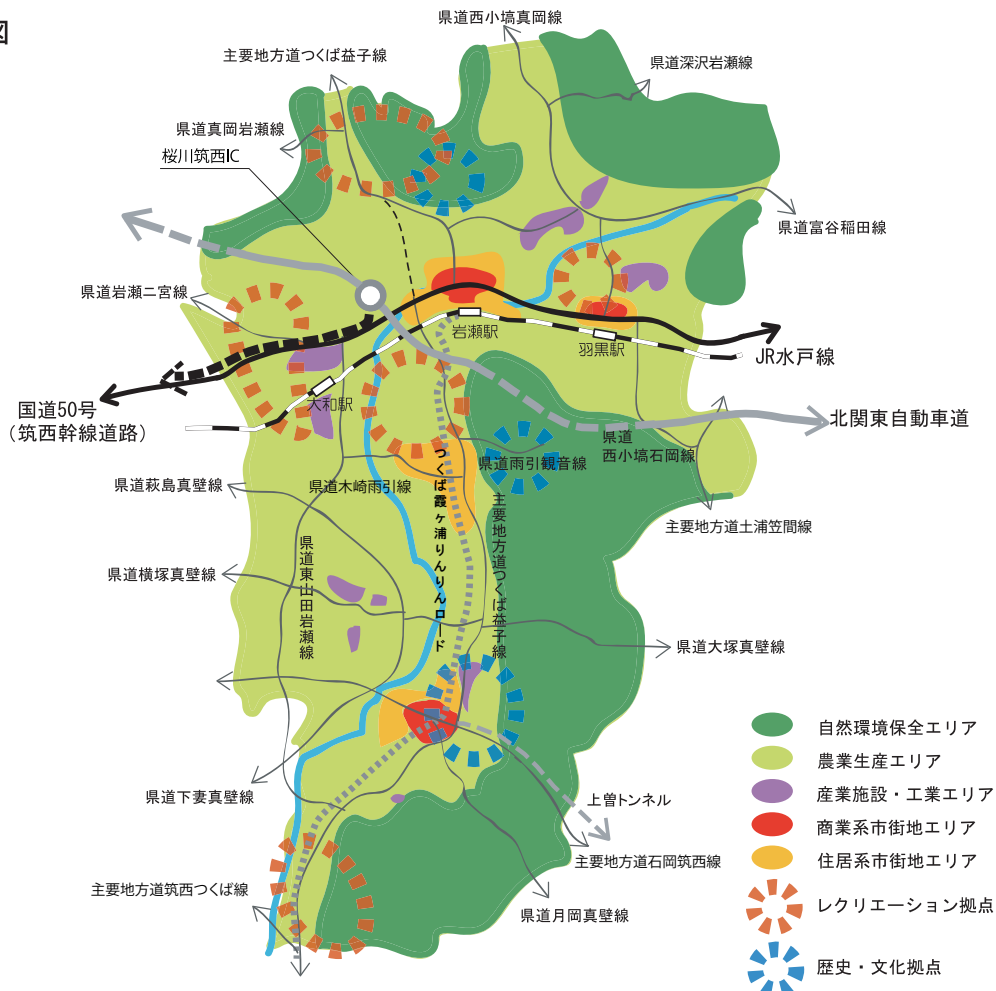 図
県道西小塙真岡線
主要地方道つくば益子線
県道深沢岩瀬線
県道真岡岩瀬線
桜川筑西IC
県道富谷稲田線
県道岩瀬二宮線
岩瀬駅
羽黒駅
JR水戸線
大和駅
国道50号
(筑西幹線道路)
北関東自動車道
県道
西小塙石岡線
県道雨引観音線
県道萩島真壁線
県道木崎雨引線
つくば霞ヶ浦りんりんロード
主要地方道つくば益子線
主要地方道土浦笠間線
県道東山田岩瀬線
県道横塚真壁線
県道大塚真壁線
県道下妻真壁線
上曽トンネル
主要地方道石岡筑西線
主要地方道筑西つくば線
県道月岡真壁線
自然環境保全エリア
農業生産エリア
産業施設・工業エリア
商業系市街地エリア
住居系市街地エリア
レクリエーション拠点
歴史・文化拠点